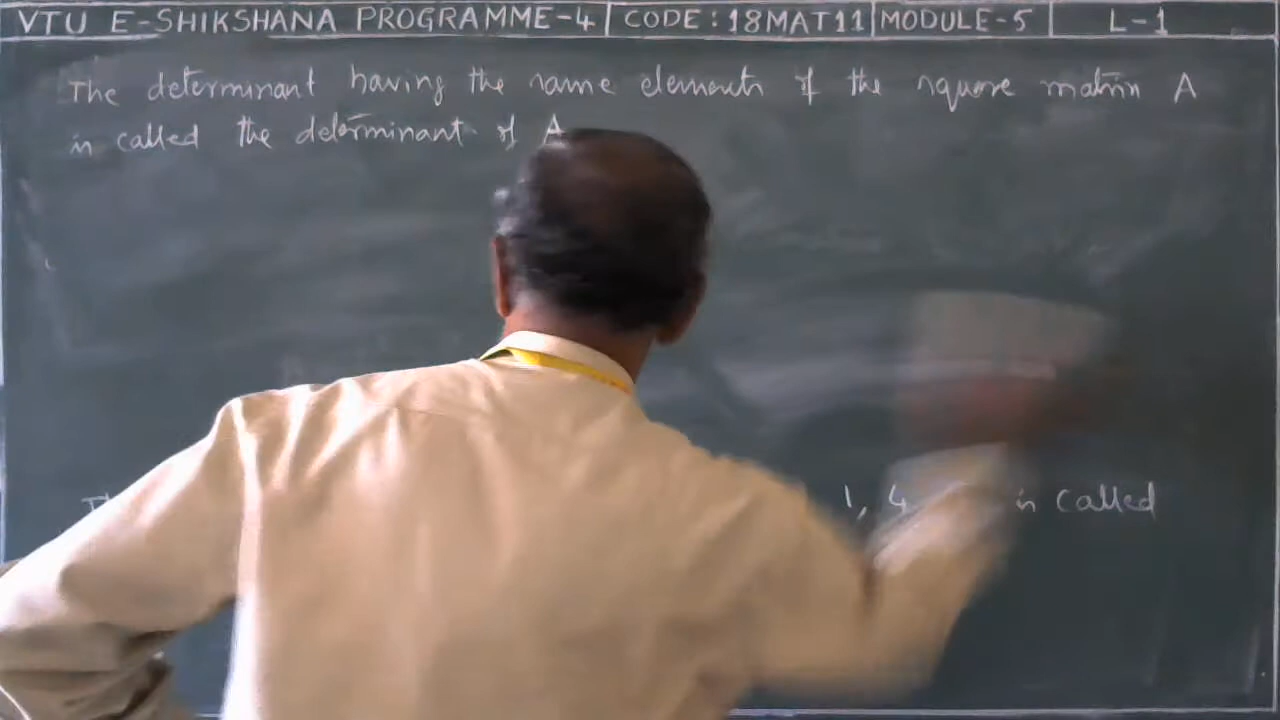 VTU E-SHIKSHANA PROGRAMME-4 | CODE: 18MAT11 | MODULE-5 | L-1
The determinant having the same elements of the square matrix A
is called the determinant of A
1, 4 is called